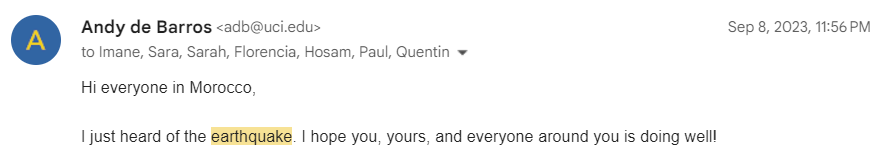 A
Andy de Barros <adb@uci.edu>
Sep 8, 2023, 11:56 PM
to Imane, Sara, Sarah, Florencia, Hosam, Paul, Quentin
Hi everyone in Morocco,
I just heard of the earthquake. I hope you, yours, and everyone around you is doing well!